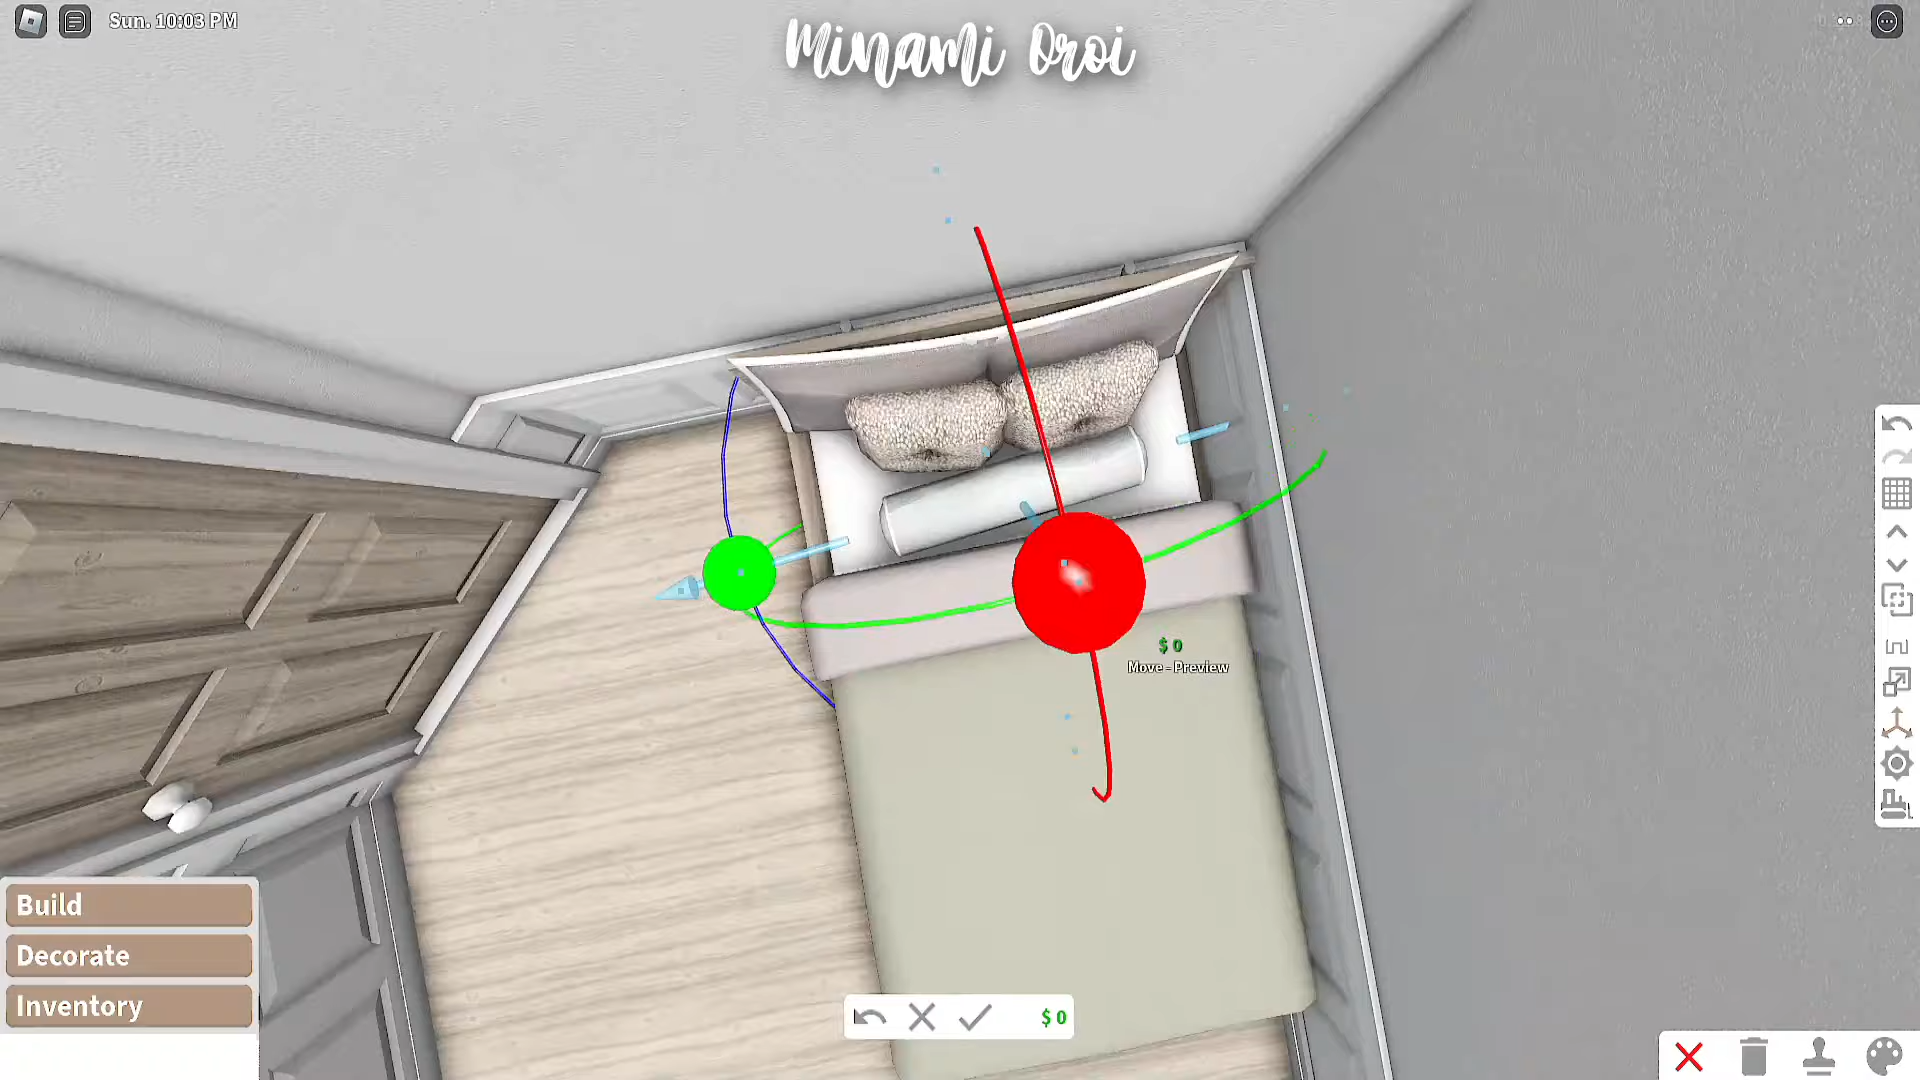 Sun. 10:03 PM
Minami Oroi
$ 0
Move - Preview
Build
Decorate
Inventory
$ 0